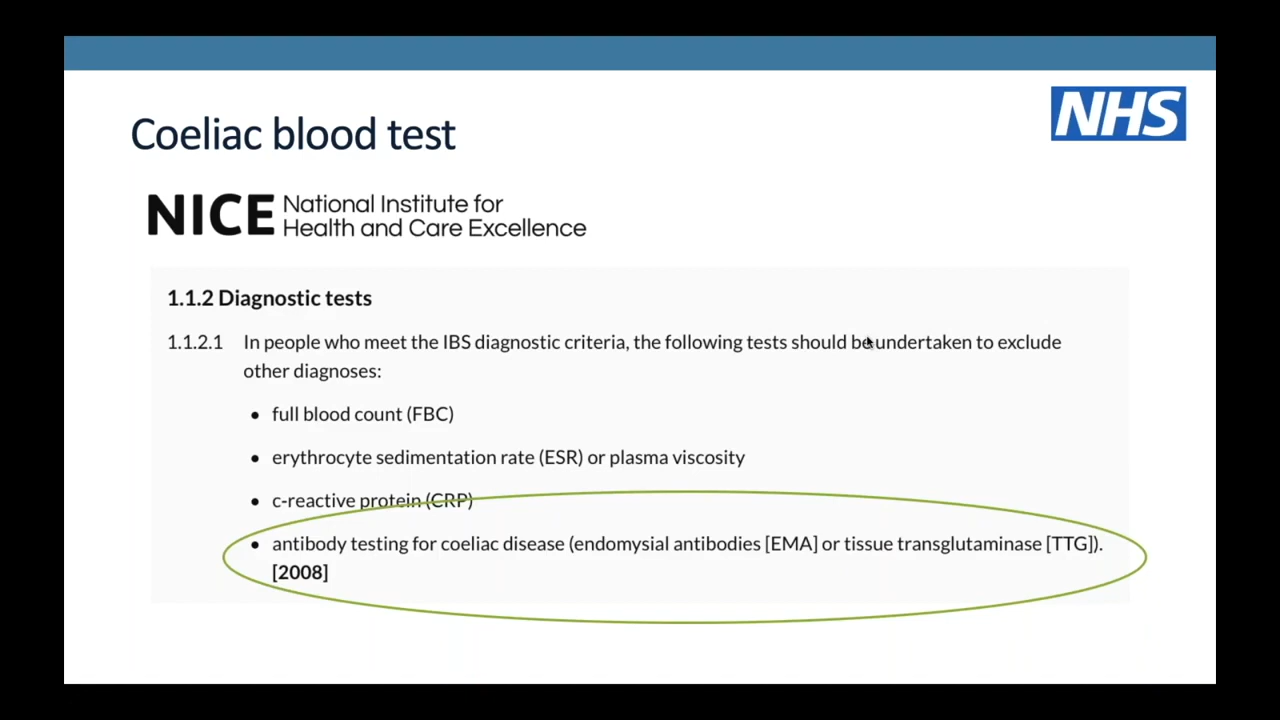 NHS
Coeliac blood test
NICE National Institute for
Health and Care Excellence
1.1.2 Diagnostic tests
1.1.2.1 In people who meet the IBS diagnostic criteria, the following tests should be undertaken to exclude
other diagnoses:
• full blood count (FBC)
• erythrocyte sedimentation rate (ESR) or plasma viscosity
• c-reactive protein (CRP)
• antibody testing for coeliac disease (endomysial antibodies [EMA] or tissue transglutaminase [TTG]).
[2008]